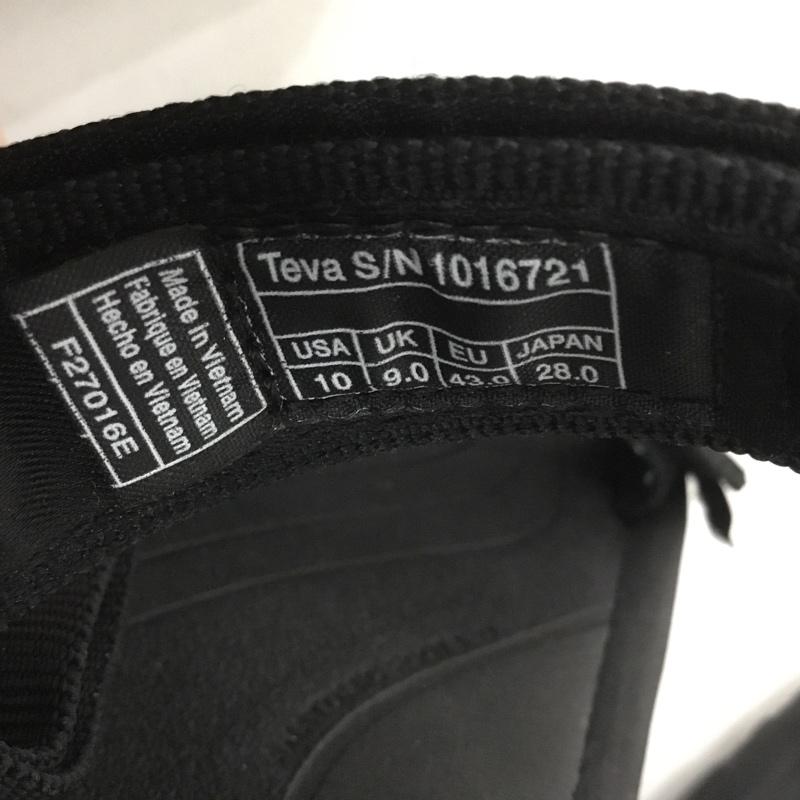 Made in Vietnam
Fabrique en Vietnam
Hecho en Vietnam
F27016E
Teva S/N 1016721
USA UK EU JAPAN
10 9.0 43.0 28.0